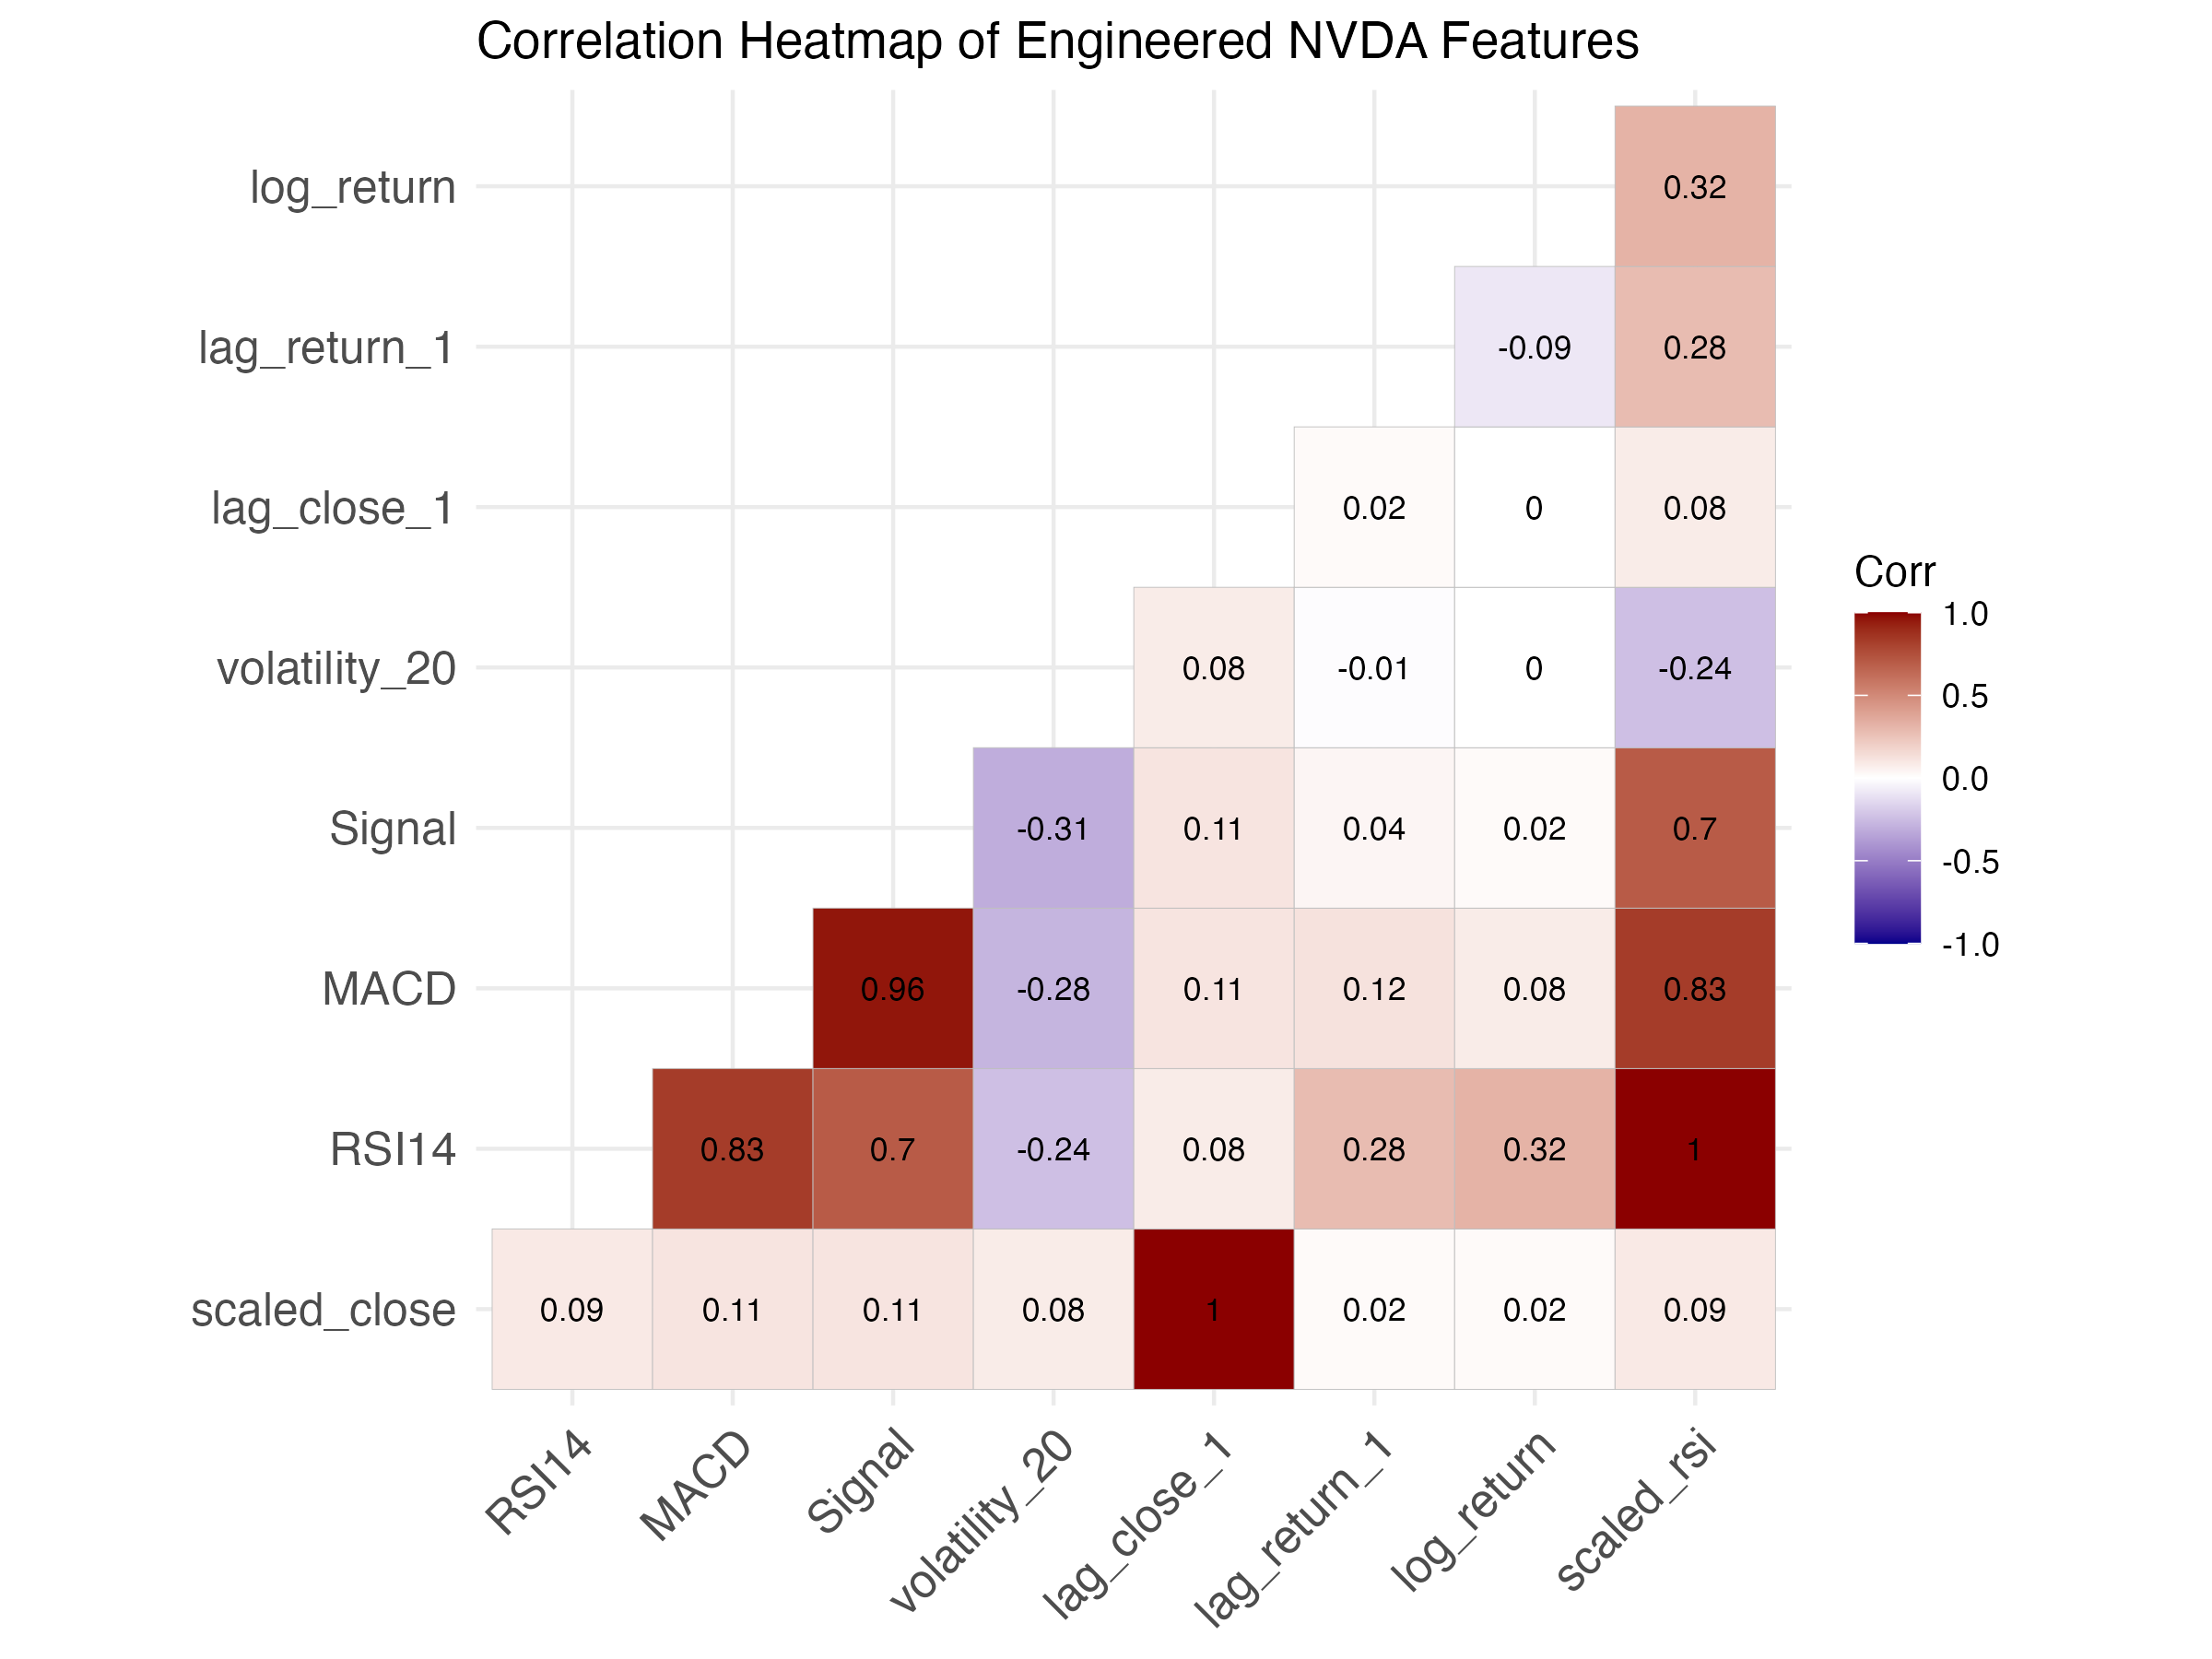 Correlation Heatmap of Engineered NVDA Features
log_return 0.32
lag_return_1 -0.09 0.28
lag_close_1 0.02 0 0.08
volatility_20 0.08 -0.01 0 -0.24
Signal -0.31 0.11 0.04 0.02 0.7
MACD 0.96 -0.28 0.11 0.12 0.08 0.83
RSI14 0.83 0.7 -0.24 0.08 0.28 0.32 1
scaled_close 0.09 0.11 0.11 0.08 1 0.02 0.02 0.09
RSI14 MACD Signal volatility_20 lag_close_1 lag_return_1 log_return scaled_rsi
Corr
1.0
0.5
0.0
-0.5
-1.0